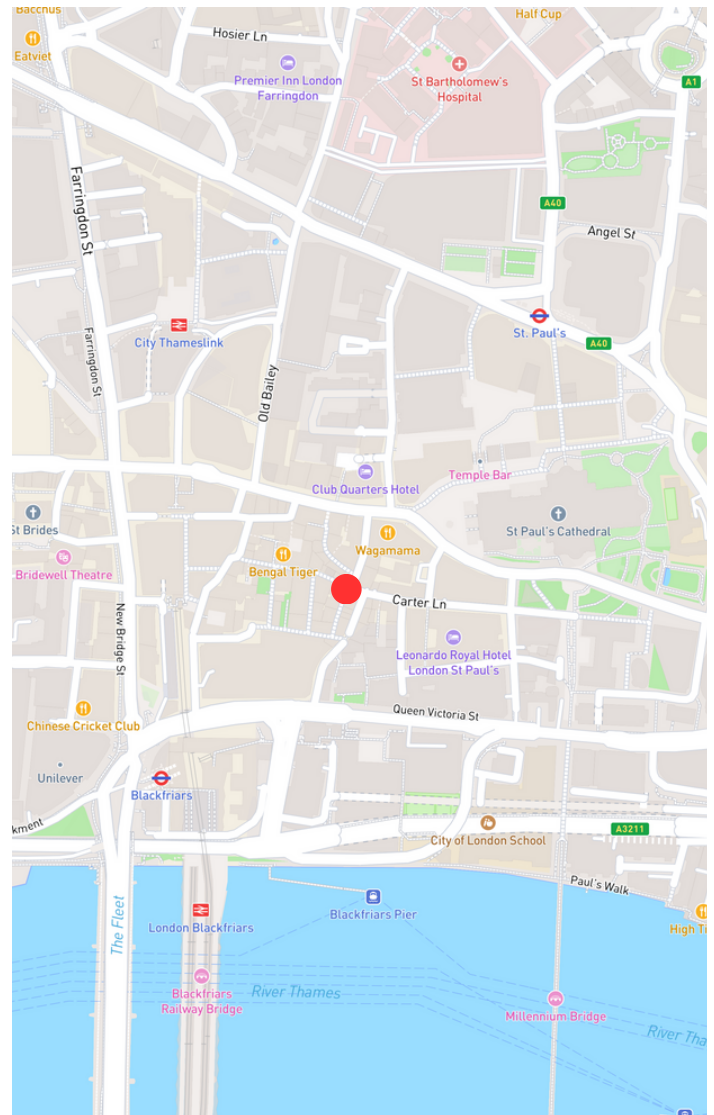 Bacchus
Eatviet
Hosier Ln
Half Cup
Premier Inn London
Farringdon
St Bartholomew's
Hospital
A1
Farringdon St
A40
Angel St
Farringdon St
City Thameslink
St. Paul's
A40
Old Bailey
Club Quarters Hotel
Temple Bar
St Brides
St Paul's Cathedral
Wagamama
Bridewell Theatre
Bengal Tiger
Carter Ln
New Bridge St
Leonardo Royal Hotel
London St Paul's
Chinese Cricket Club
Queen Victoria St
Unilever
Blackfriars
kment
City of London School
A3211
Paul's Walk
The Fleet
London Blackfriars
Blackfriars Pier
High Ti
Blackfriars
Railway Bridge
River Thames
Millennium Bridge
River Tha